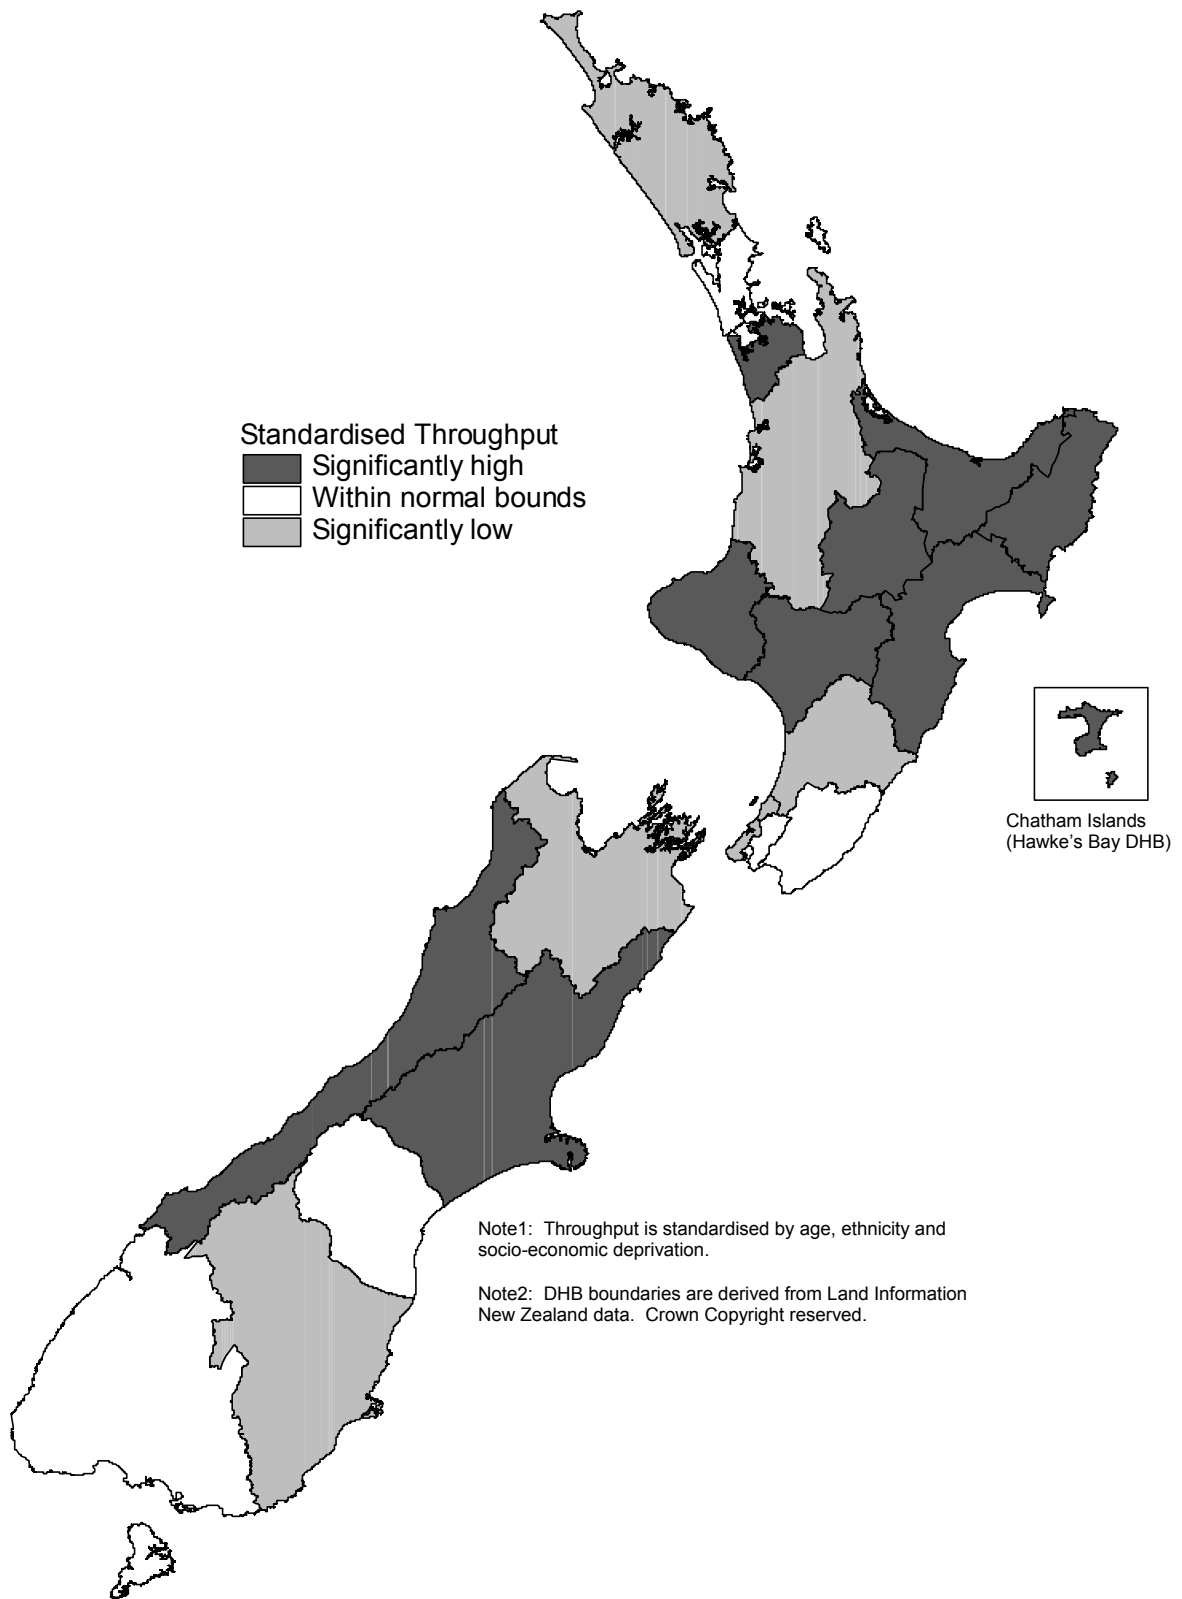 Standardised Throughput
Significantly high
Within normal bounds
Significantly low
Chatham Islands
(Hawke's Bay DHB)
Note1:  Throughput is standardised by age, ethnicity and
socio-economic deprivation.
Note2:  DHB boundaries are derived from Land Information
New Zealand data.  Crown Copyright reserved.